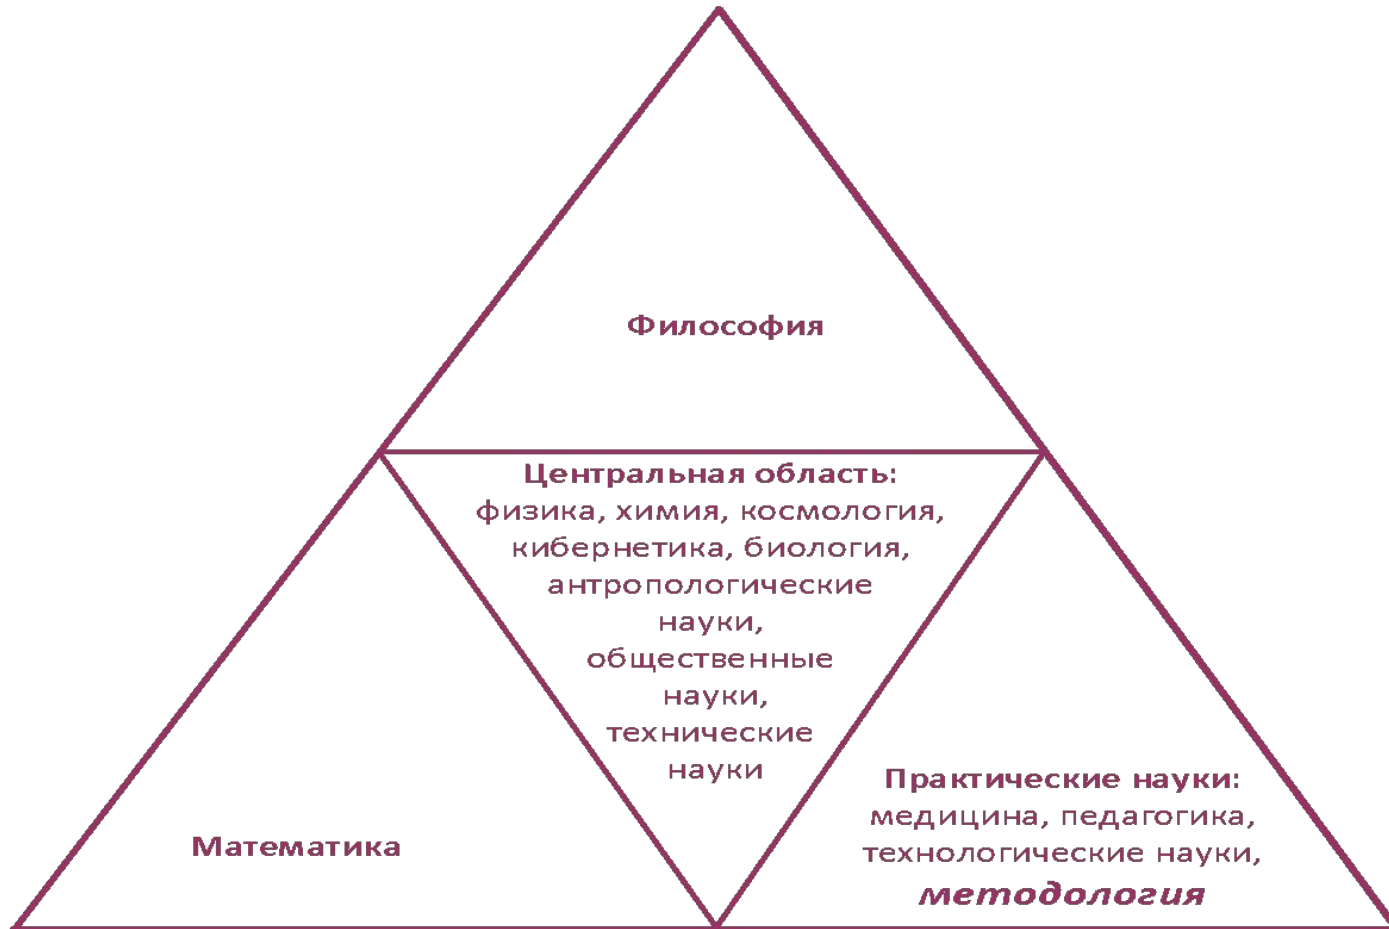 Философия
Центральная область:
физика, химия, космология,
кибернетика, биология,
антропологические
науки,
общественные
науки,
технические
науки
Математика
Практические науки:
медицина, педагогика,
технологические науки,
методология